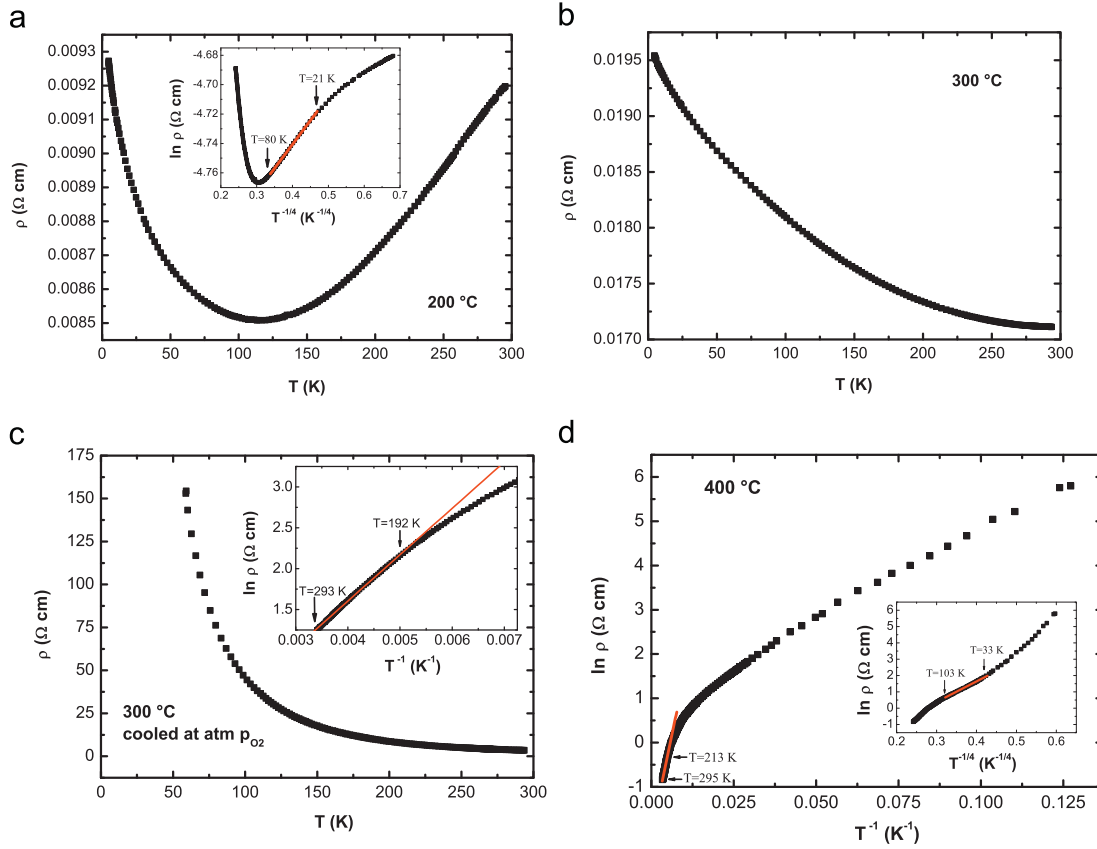 a
0.0093
0.0092
0.0091
0.0090
0.0089
0.0088
0.0087
0.0086
0.0085
ρ (Ω cm)
0 50 100 150 200 250 300
T (K)
200 °C
-4.68
-4.70
-4.72
-4.74
-4.76
ln ρ (Ω cm)
0.2 0.3 0.4 0.5 0.6 0.7
T -1/4 (K-1/4)
T=21 K
T=80 K
b
0.0195
0.0190
0.0185
0.0180
0.0175
0.0170
ρ (Ω cm)
0 50 100 150 200 250 300
T (K)
300 °C
c
175
150
125
100
75
50
25
0
ρ (Ω cm)
0 50 100 150 200 250 300
T (K)
300 °C
cooled at atm pO2
3.0
2.5
2.0
1.5
ln ρ (Ω cm)
0.003 0.004 0.005 0.006 0.007
T-1 (K-1)
T=192 K
T=293 K
d
6
5
4
3
2
1
0
-1
ln ρ (Ω cm)
0.000 0.025 0.050 0.075 0.100 0.125
T-1 (K-1)
400 °C
T=213 K
T=295 K
6
5
4
3
2
1
0
-1
ln ρ (Ω cm)
0.2 0.3 0.4 0.5 0.6
T-1/4 (K-1/4)
T=33 K
T=103 K